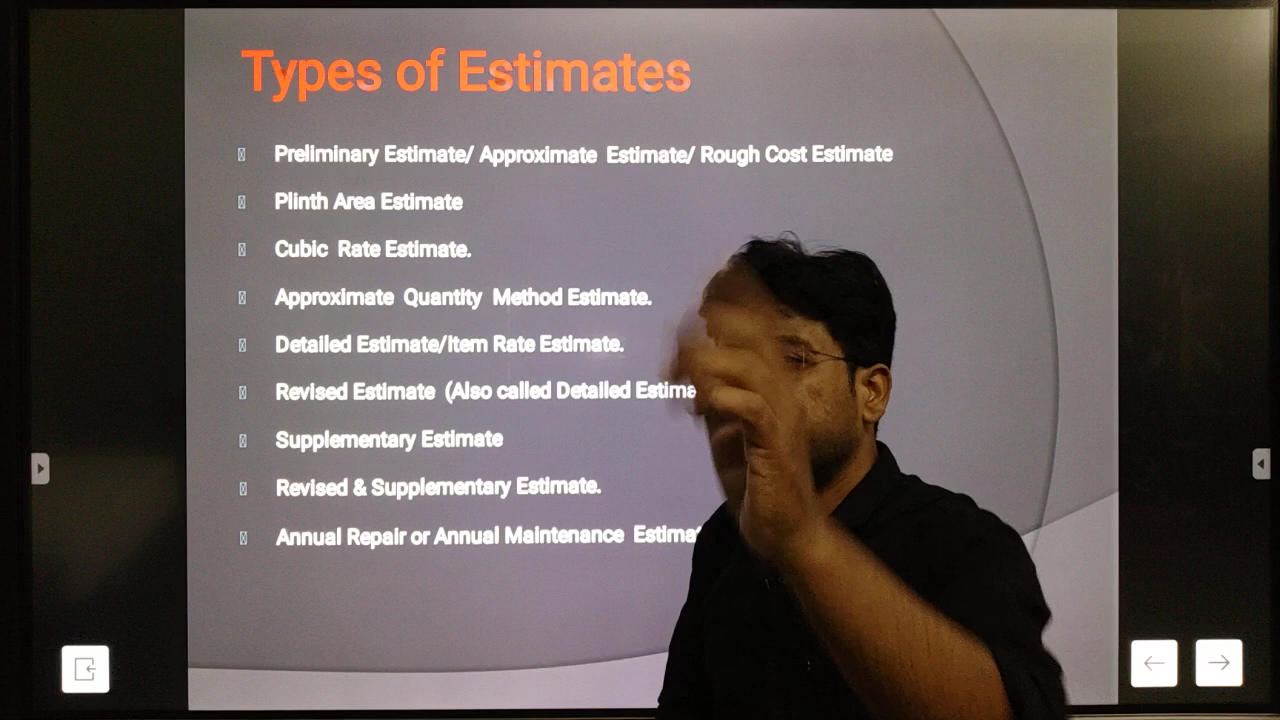 Types of Estimates
Preliminary Estimate/ Approximate Estimate/ Rough Cost Estimate
Plinth Area Estimate
Cubic Rate Estimate.
Approximate Quantity Method Estimate.
Detailed Estimate/Item Rate Estimate.
Revised Estimate (Also called Detailed Estima
Supplementary Estimate
Revised & Supplementary Estimate.
Annual Repair or Annual Maintenance Estima